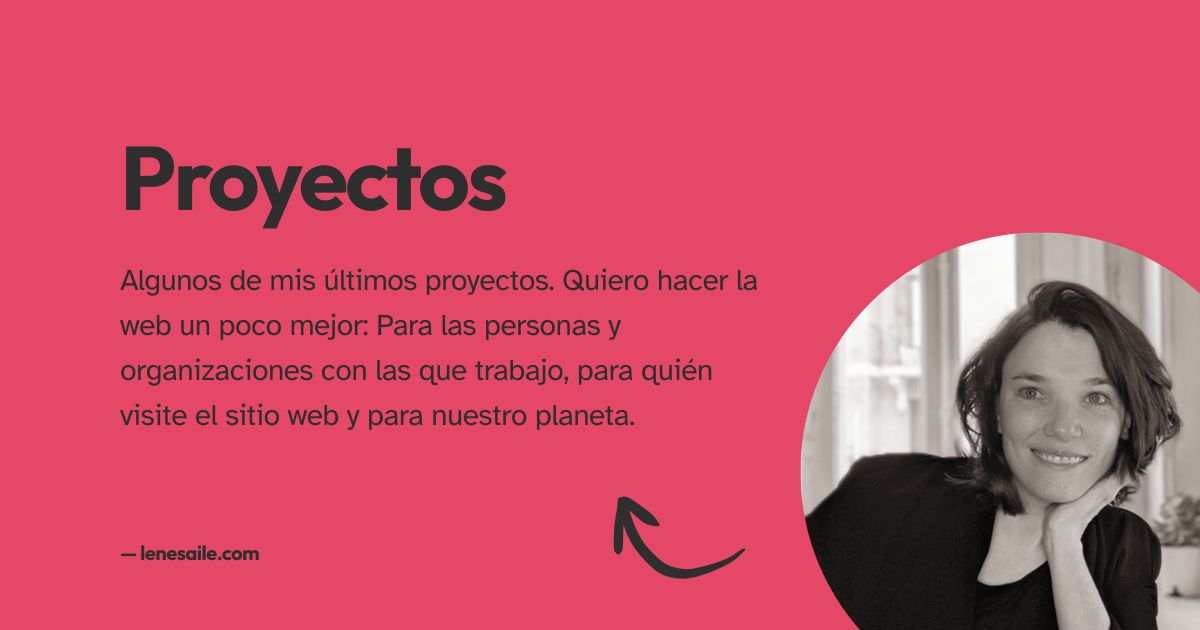 Proyectos
Algunos de mis últimos proyectos. Quiero hacer la
web un poco mejor: Para las personas y
organizaciones con las que trabajo, para quién
visite el sitio web y para nuestro planeta.
— lenesaile.com